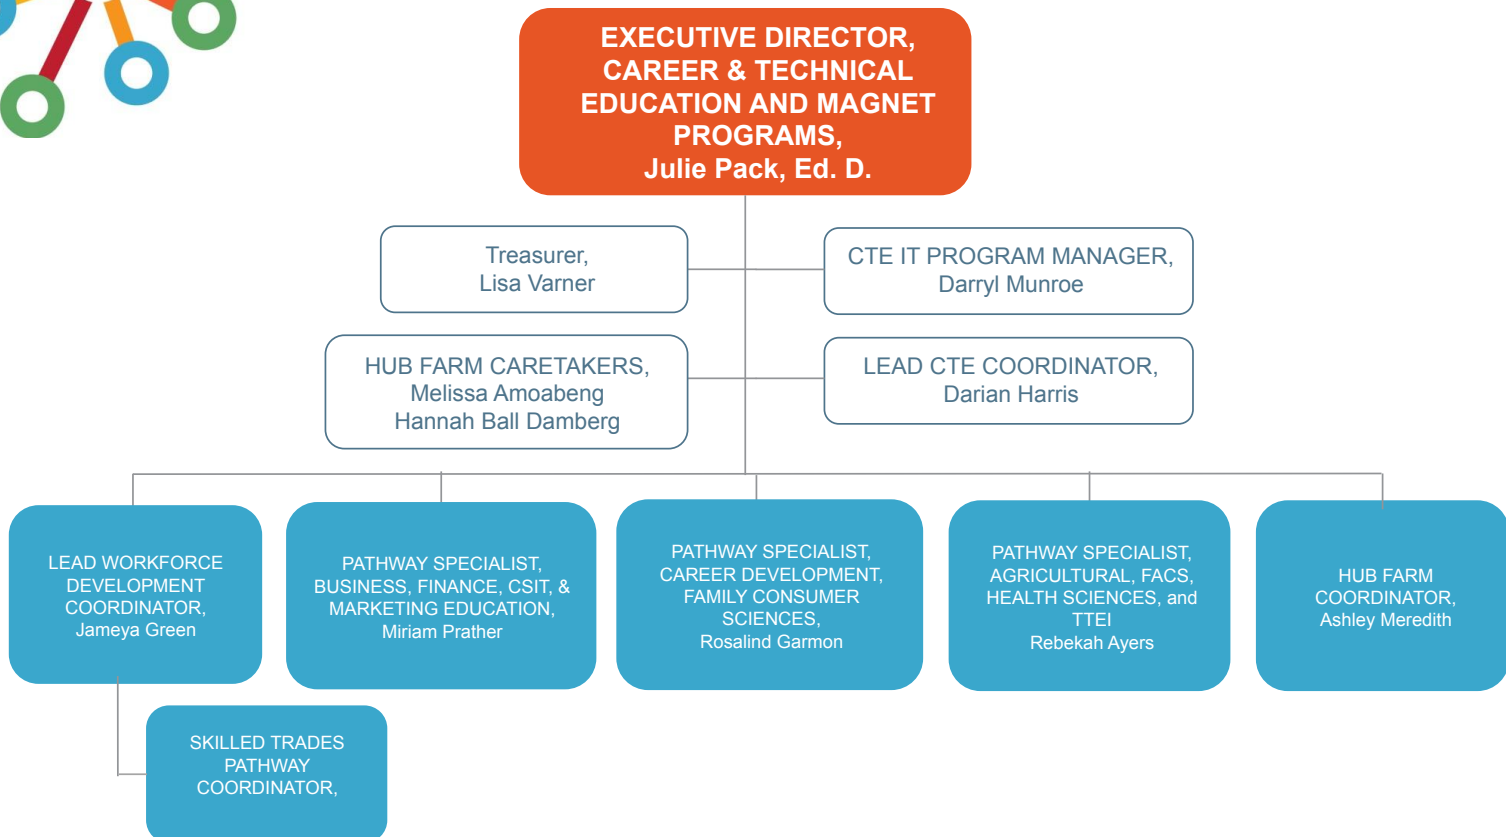 EXECUTIVE DIRECTOR,
CAREER & TECHNICAL
EDUCATION AND MAGNET
PROGRAMS,
Julie Pack, Ed. D.
Treasurer,
Lisa Varner
CTE IT PROGRAM MANAGER,
Darryl Munroe
HUB FARM CARETAKERS,
Melissa Amoabeng
Hannah Ball Damberg
LEAD CTE COORDINATOR,
Darian Harris
LEAD WORKFORCE
DEVELOPMENT
COORDINATOR,
Jameya Green
PATHWAY SPECIALIST,
BUSINESS, FINANCE, CSIT, &
MARKETING EDUCATION,
Miriam Prather
PATHWAY SPECIALIST,
CAREER DEVELOPMENT,
FAMILY CONSUMER
SCIENCES,
Rosalind Garmon
PATHWAY SPECIALIST,
AGRICULTURAL, FACS,
HEALTH SCIENCES, and
TTEI
Rebekah Ayers
HUB FARM
COORDINATOR,
Ashley Meredith
SKILLED TRADES
PATHWAY
COORDINATOR,